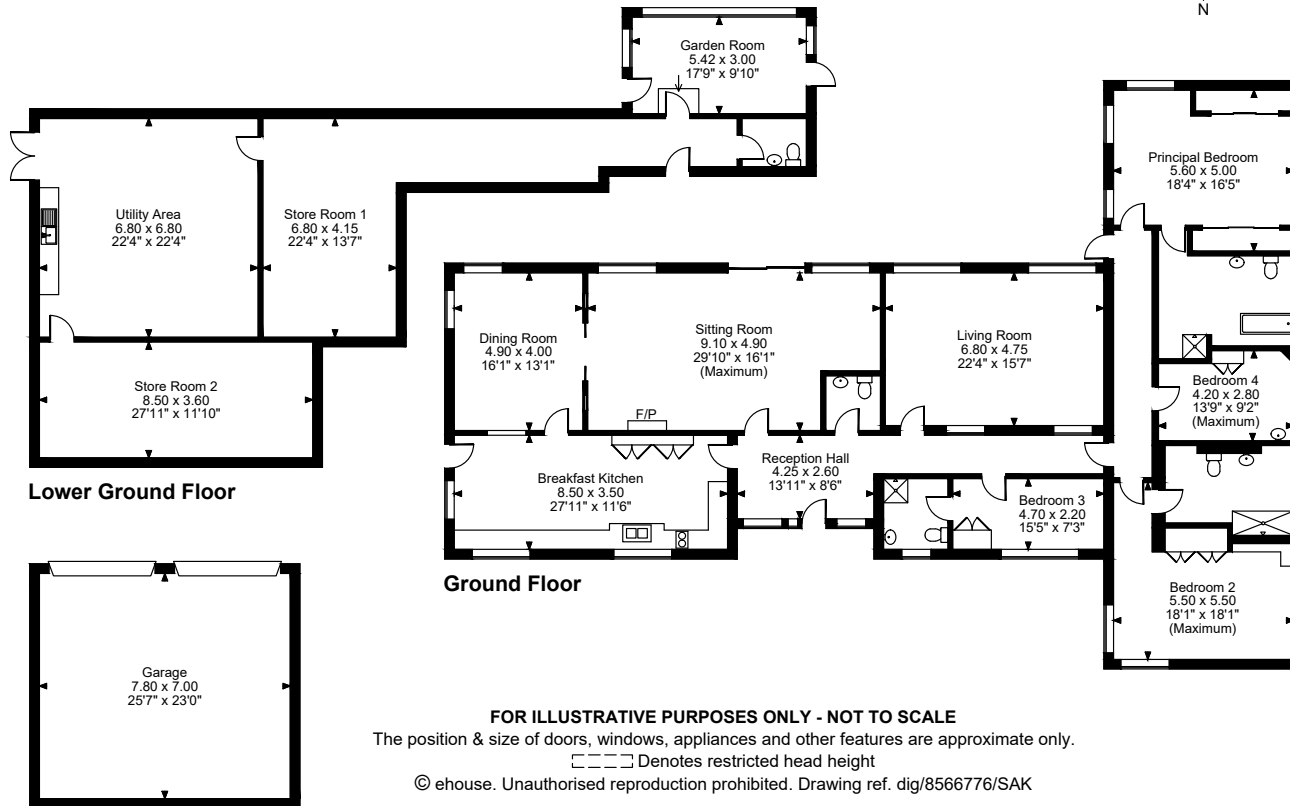 N
Garden Room
5.42 x 3.00
17'9" x 9'10"
Principal Bedroom
5.60 x 5.00
18'4" x 16'5"
Utility Area
6.80 x 6.80
22'4" x 22'4"
Store Room 1
6.80 x 4.15
22'4" x 13'7"
Dining Room
4.90 x 4.00
16'1" x 13'1"
Sitting Room
9.10 x 4.90
29'10" x 16'1"
(Maximum)
Living Room
6.80 x 4.75
22'4" x 15'7"
Store Room 2
8.50 x 3.60
27'11" x 11'10"
F/P
Bedroom 4
4.20 x 2.80
13'9" x 9'2"
(Maximum)
Lower Ground Floor
Breakfast Kitchen
8.50 x 3.50
27'11" x 11'6"
Reception Hall
4.25 x 2.60
13'11" x 8'6"
Bedroom 3
4.70 x 2.20
15'5" x 7'3"
Ground Floor
Bedroom 2
5.50 x 5.50
18'1" x 18'1"
(Maximum)
Garage
7.80 x 7.00
25'7" x 23'0"
FOR ILLUSTRATIVE PURPOSES ONLY - NOT TO SCALE
The position & size of doors, windows, appliances and other features are approximate only.
Denotes restricted head height
© ehouse. Unauthorised reproduction prohibited. Drawing ref. dig/8566776/SAK